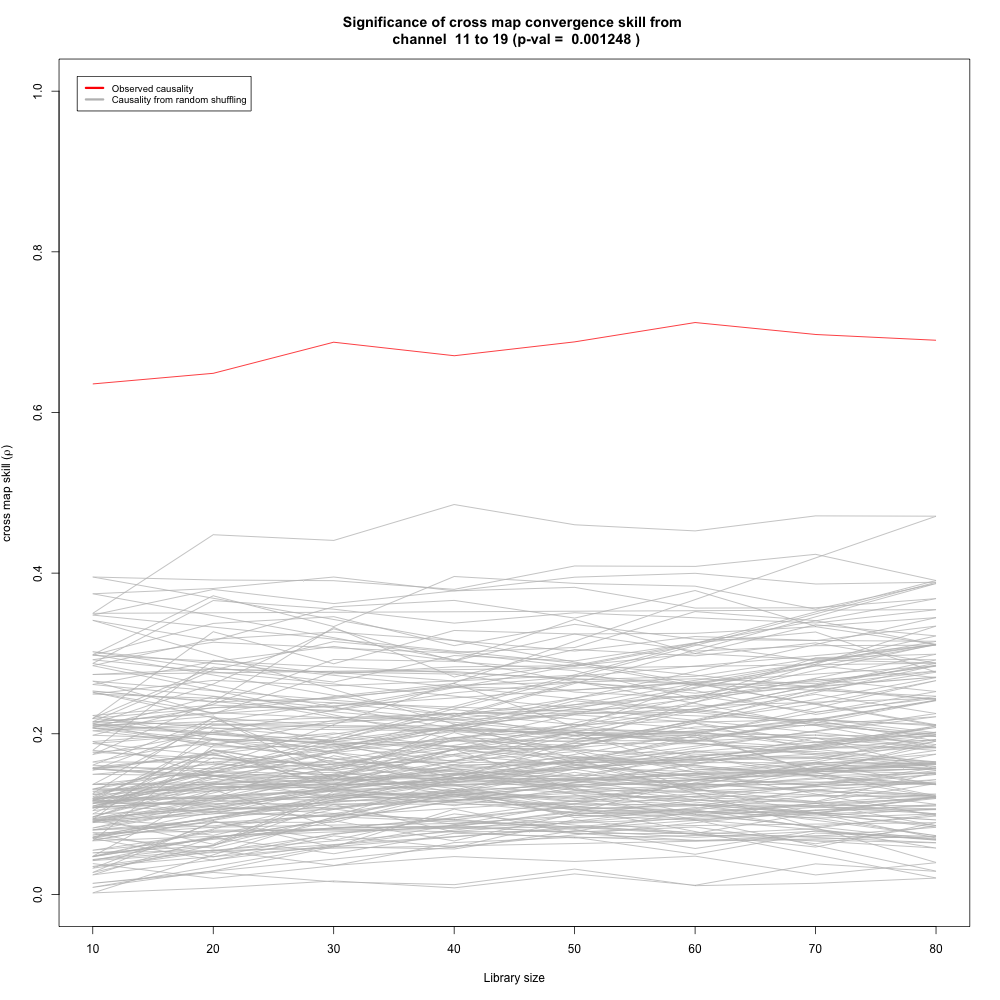 Significance of cross map convergence skill from
channel  11 to 19 (p-val =  0.001248 )
Observed causality
Causality from random shuffling
1.0
0.8
0.6
0.4
0.2
0.0
cross map skill (ρ)
10 20 30 40 50 60 70 80
Library size